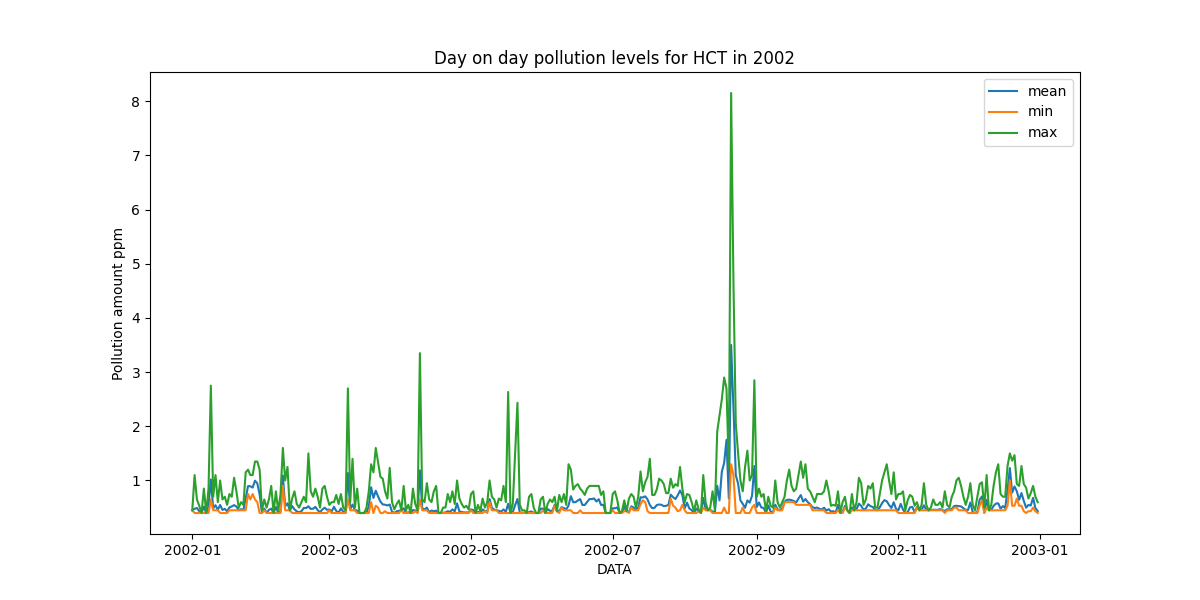 Day on day pollution levels for HCT in 2002
mean
min
max
8
7
6
5
4
3
2
1
Pollution amount ppm
2002-01
2002-03
2002-05
2002-07
2002-09
2002-11
2003-01
DATA